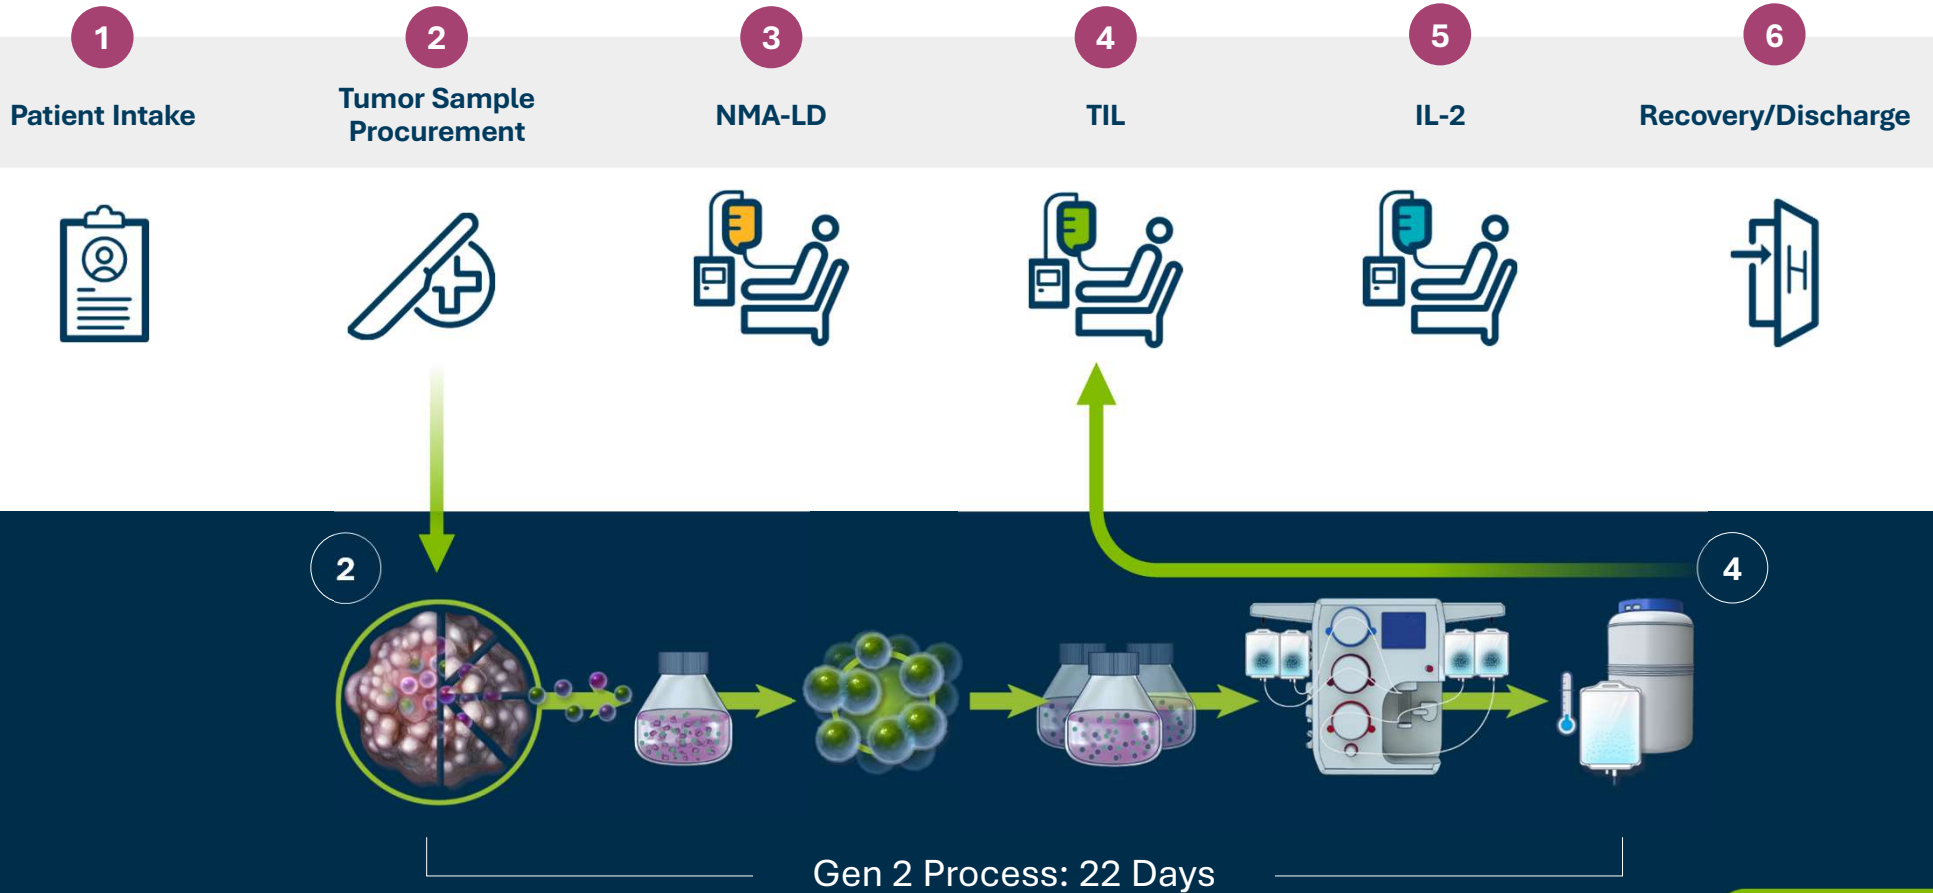 1
2
3
4
5
6
Patient Intake
Tumor Sample
Procurement
NMA-LD
TIL
IL-2
Recovery/Discharge
H
2
4
Gen 2 Process: 22 Days